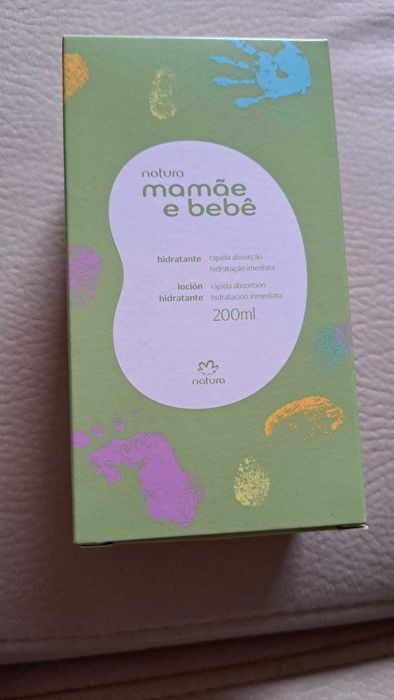 natura
mamãe
e bebê
hidratante rápida absorção
hidratação imediata
loción rápida absorción
hidratante hidratación inmediata
200ml
natura